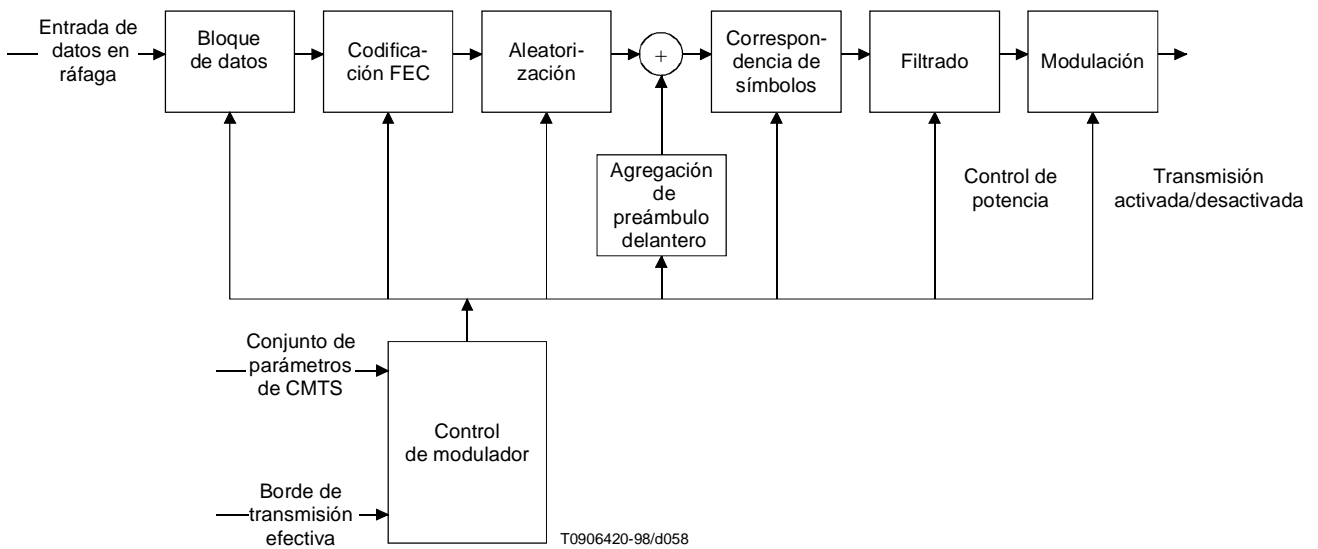 Entrada de
datos en
ráfaga
Bloque
de datos
Codifica-
ción FEC
Aleatori-
zación
+
Correspon-
dencia de
símbolos
Filtrado
Modulación
Agregación
de
preámbulo
delantero
Control de
potencia
Transmisión
activada/desactivada
Conjunto de
parámetros
de CMTS
Control
de modulador
Borde de
transmisión
efectiva
T0906420-98/d058